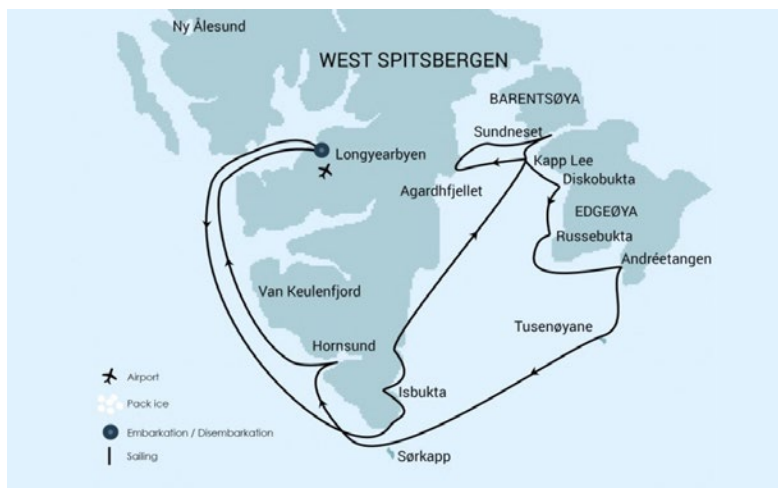 Ny Ålesund
WEST SPITSBERGEN
BARENTSØYA
Sundneset
Longyearbyen
Kapp Lee
Diskobukta
Agardhfjellet
EDGEØYA
Russebukta
Andréetangen
Van Keulenfjord
Tusenøyane
Hornsund
Isbukta
Sørkapp
Airport
Pack ice
Embarkation / Disembarkation
Sailing